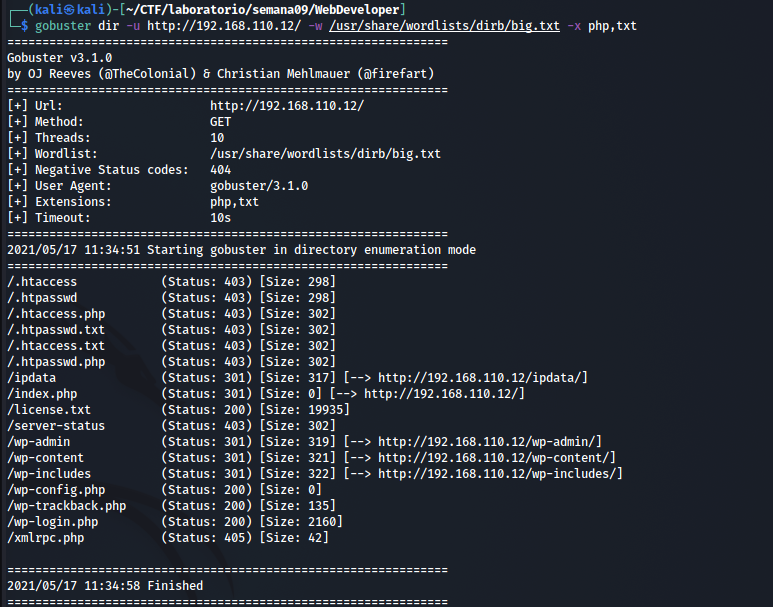 ┌──(kali㉿kali)-[~/CTF/laboratorio/semana09/WebDeveloper]
└─$ gobuster dir -u http://192.168.110.12/ -w /usr/share/wordlists/dirb/big.txt -x php,txt
===============================================================
Gobuster v3.1.0
by OJ Reeves (@TheColonial) & Christian Mehlmauer (@firefart)
===============================================================
[+] Url:                     http://192.168.110.12/
[+] Method:                  GET
[+] Threads:                 10
[+] Wordlist:                /usr/share/wordlists/dirb/big.txt
[+] Negative Status codes:   404
[+] User Agent:              gobuster/3.1.0
[+] Extensions:              php,txt
[+] Timeout:                 10s
===============================================================
2021/05/17 11:34:51 Starting gobuster in directory enumeration mode
===============================================================
/.htaccess            (Status: 403) [Size: 298]
/.htpasswd            (Status: 403) [Size: 298]
/.htaccess.php        (Status: 403) [Size: 302]
/.htpasswd.txt        (Status: 403) [Size: 302]
/.htaccess.txt        (Status: 403) [Size: 302]
/.htpasswd.php        (Status: 403) [Size: 302]
/ipdata               (Status: 301) [Size: 317] [--> http://192.168.110.12/ipdata/]
/index.php            (Status: 301) [Size: 0] [--> http://192.168.110.12/]
/license.txt          (Status: 200) [Size: 19935]
/server-status        (Status: 403) [Size: 302]
/wp-admin             (Status: 301) [Size: 319] [--> http://192.168.110.12/wp-admin/]
/wp-content           (Status: 301) [Size: 321] [--> http://192.168.110.12/wp-content/]
/wp-includes          (Status: 301) [Size: 322] [--> http://192.168.110.12/wp-includes/]
/wp-config.php        (Status: 200) [Size: 0]
/wp-trackback.php     (Status: 200) [Size: 135]
/wp-login.php         (Status: 200) [Size: 2160]
/xmlrpc.php           (Status: 405) [Size: 42]
===============================================================
2021/05/17 11:34:58 Finished
===============================================================